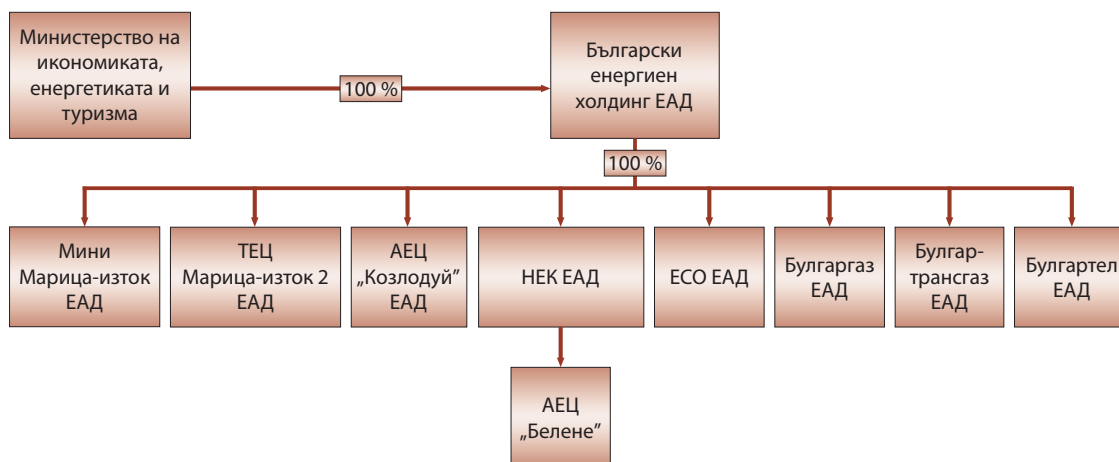 Министерство на
икономиката,
енергетиката и
туризма
100 %
Български
енергиен
холдинг ЕАД
100 %
Мини
Марица-изток
ЕАД
ТЕЦ
Марица-изток 2
ЕАД
АЕЦ
„Козлодуй”
ЕАД
НЕК ЕАД
ЕСО ЕАД
Булгаргаз
ЕАД
Булгар-
трансгаз
ЕАД
Булгартел
ЕАД
АЕЦ
„Белене”